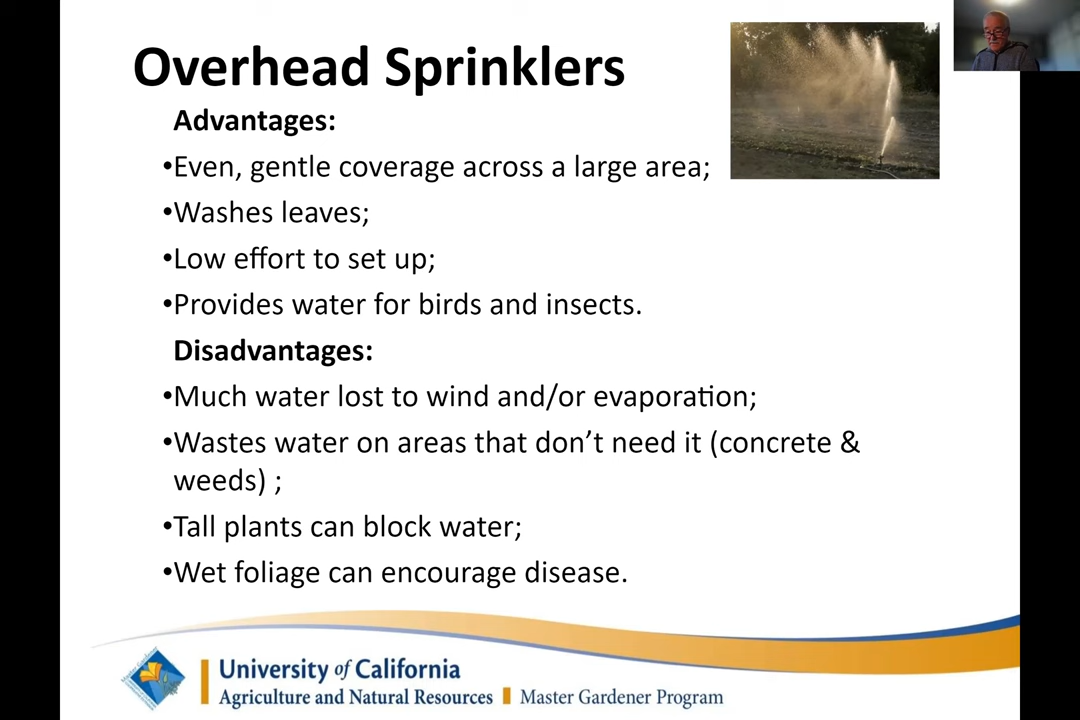 Overhead Sprinklers
Advantages:
•Even, gentle coverage across a large area;
•Washes leaves;
•Low effort to set up;
•Provides water for birds and insects.
Disadvantages:
•Much water lost to wind and/or evaporation;
•Wastes water on areas that don’t need it (concrete &
weeds) ;
•Tall plants can block water;
•Wet foliage can encourage disease.
University of California
Agriculture and Natural Resources Master Gardener Program